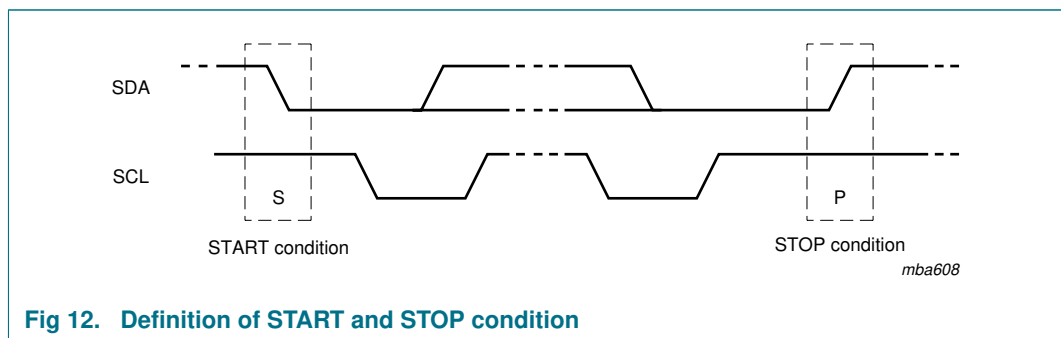 SDA
SCL
S
P
START condition
STOP condition
mba608
Fig 12. Definition of START and STOP condition